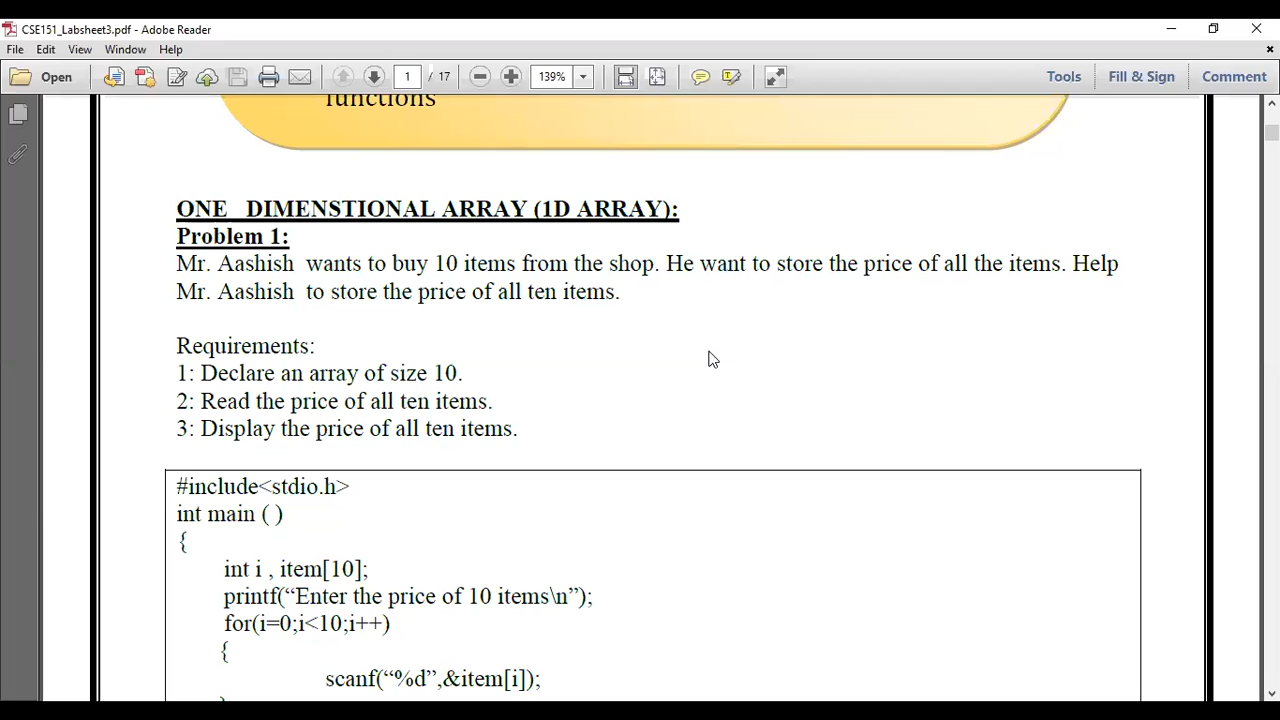 CSE151_Labsheet3.pdf - Adobe Reader
File Edit View Window Help
Open 1 / 17 139% Tools Fill & Sign Comment
functions
ONE DIMENSTIONAL ARRAY (1D ARRAY):
Problem 1:
Mr. Aashish wants to buy 10 items from the shop. He want to store the price of all the items. Help
Mr. Aashish to store the price of all ten items.
Requirements:
1: Declare an array of size 10.
2: Read the price of all ten items.
3: Display the price of all ten items.
#include<stdio.h>
int main ( )
{
int i , item[10];
printf(“Enter the price of 10 items\n”);
for(i=0;i<10;i++)
{
scanf(“%d”,&item[i]);